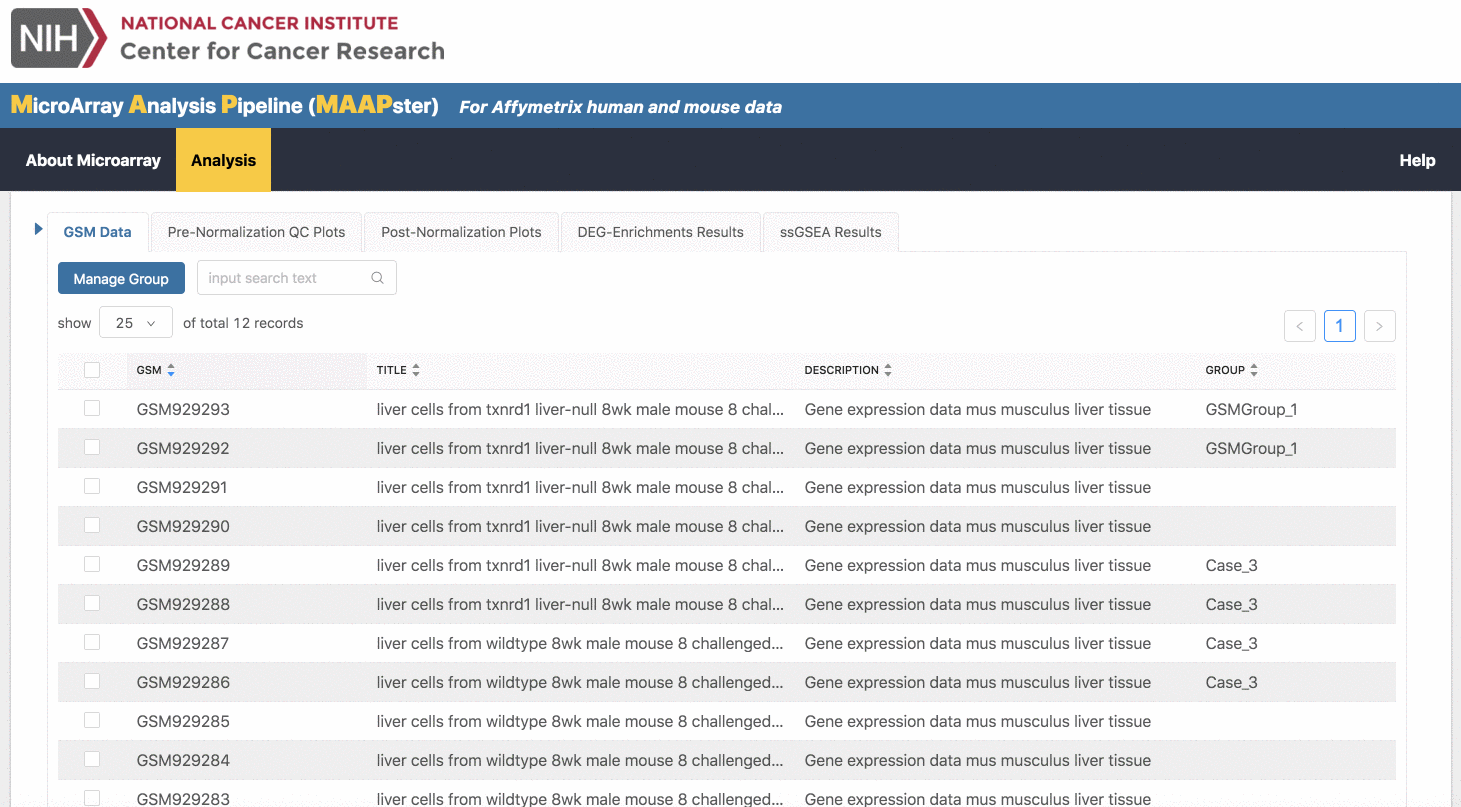 NIH NATIONAL CANCER INSTITUTE
Center for Cancer Research
MicroArray Analysis Pipeline (MAAPster) For Affymetrix human and mouse data
About Microarray Analysis Help
GSM Data Pre-Normalization QC Plots Post-Normalization Plots DEG-Enrichments Results ssGSEA Results
Manage Group input search text
show 25 of total 12 records < 1 >
GSM TITLE DESCRIPTION GROUP
GSM929293 liver cells from txnrd1 liver-null 8wk male mouse 8 chal... Gene expression data mus musculus liver tissue GSMGroup_1
GSM929292 liver cells from txnrd1 liver-null 8wk male mouse 8 chal... Gene expression data mus musculus liver tissue GSMGroup_1
GSM929291 liver cells from txnrd1 liver-null 8wk male mouse 8 chal... Gene expression data mus musculus liver tissue
GSM929290 liver cells from txnrd1 liver-null 8wk male mouse 8 chal... Gene expression data mus musculus liver tissue
GSM929289 liver cells from txnrd1 liver-null 8wk male mouse 8 chal... Gene expression data mus musculus liver tissue Case_3
GSM929288 liver cells from txnrd1 liver-null 8wk male mouse 8 chal... Gene expression data mus musculus liver tissue Case_3
GSM929287 liver cells from wildtype 8wk male mouse 8 challenged... Gene expression data mus musculus liver tissue Case_3
GSM929286 liver cells from wildtype 8wk male mouse 8 challenged... Gene expression data mus musculus liver tissue Case_3
GSM929285 liver cells from wildtype 8wk male mouse 8 challenged... Gene expression data mus musculus liver tissue
GSM929284 liver cells from wildtype 8wk male mouse 8 challenged... Gene expression data mus musculus liver tissue
GSM929283 liver cells from wildtype 8wk male mouse 8 challenged... Gene expression data mus musculus liver tissue